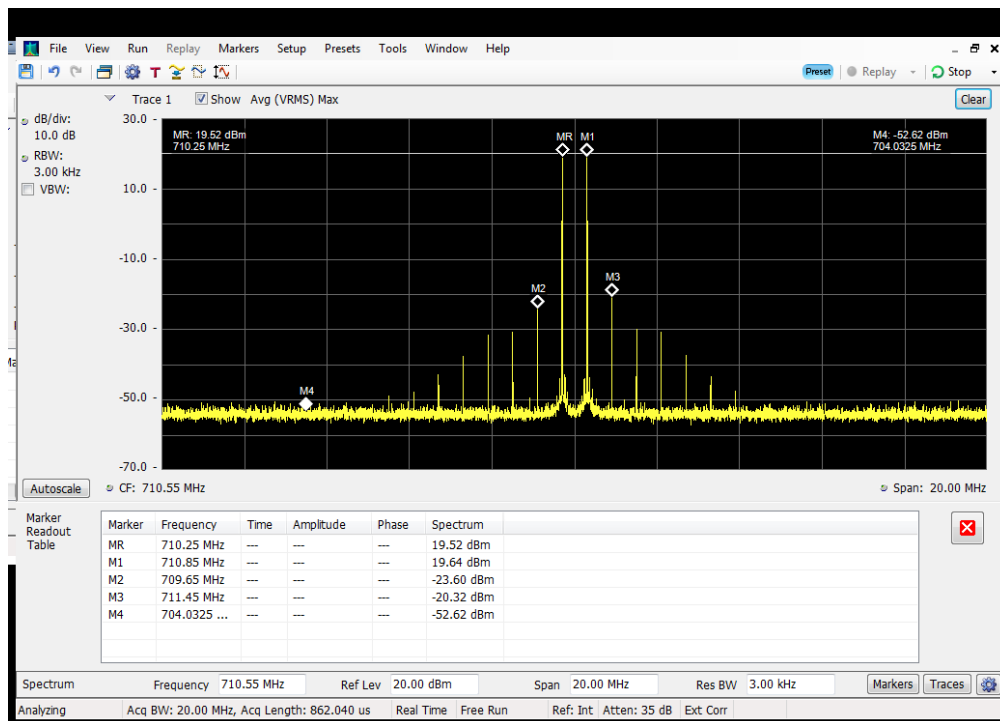 File View Run Replay Markers Setup Presets Tools Window Help
T Preset Replay Stop
Trace 1 Show Avg (VRMS) Max Clear
dB/div:
10.0 dB
RBW:
3.00 kHz
VBW:
30.0
10.0
-10.0
-30.0
-50.0
-70.0
MR: 19.52 dBm
710.25 MHz
M4: -52.62 dBm
704.0325 MHz
MR M1
M2
M3
M4
Autoscale CF: 710.55 MHz Span: 20.00 MHz
Marker
Readout
Table
Marker Frequency Time Amplitude Phase Spectrum
MR 710.25 MHz --- --- --- 19.52 dBm
M1 710.85 MHz --- --- --- 19.64 dBm
M2 709.65 MHz --- --- --- -23.60 dBm
M3 711.45 MHz --- --- --- -20.32 dBm
M4 704.0325 ... --- --- --- -52.62 dBm
Spectrum Frequency 710.55 MHz Ref Lev 20.00 dBm Span 20.00 MHz Res BW 3.00 kHz Markers Traces
Analyzing Acq BW: 20.00 MHz, Acq Length: 862.040 us Real Time Free Run Ref: Int Atten: 35 dB Ext Corr